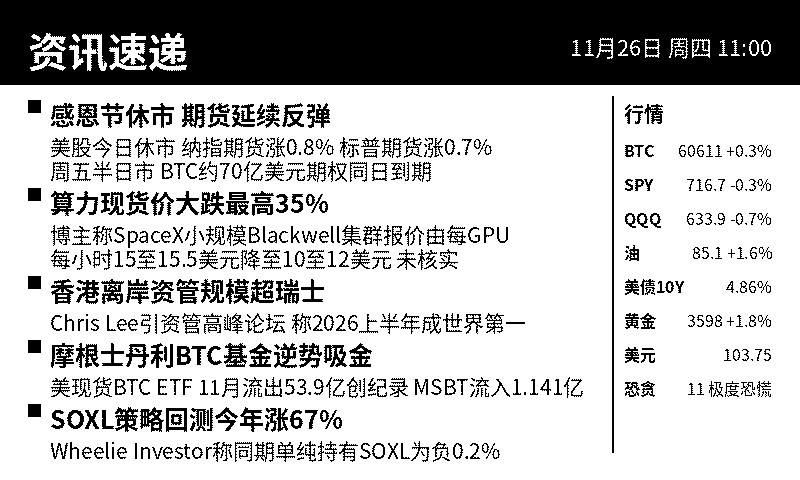 资讯速递
11月26日 周四 11:00
感恩节休市 期货延续反弹
美股今日休市 纳指期货涨0.8% 标普期货涨0.7%
周五半日市 BTC约70亿美元期权同日到期
算力现货价大跌最高35%
博主称SpaceX小规模Blackwell集群报价由每GPU
每小时15至15.5美元降至10至12美元 未核实
香港离岸资管规模超瑞士
Chris Lee引资管高峰论坛 称2026上半年成世界第一
摩根士丹利BTC基金逆势吸金
美现货BTC ETF 11月流出53.9亿创纪录 MSBT流入1.141亿
SOXL策略回测今年涨67%
Wheelie Investor称同期单纯持有SOXL为负0.2%
行情
BTC 60611 +0.3%
SPY 716.7 -0.3%
QQQ 633.9 -0.7%
油 85.1 +1.6%
美债10Y 4.86%
黄金 3598 +1.8%
美元 103.75
恐贪 11 极度恐慌